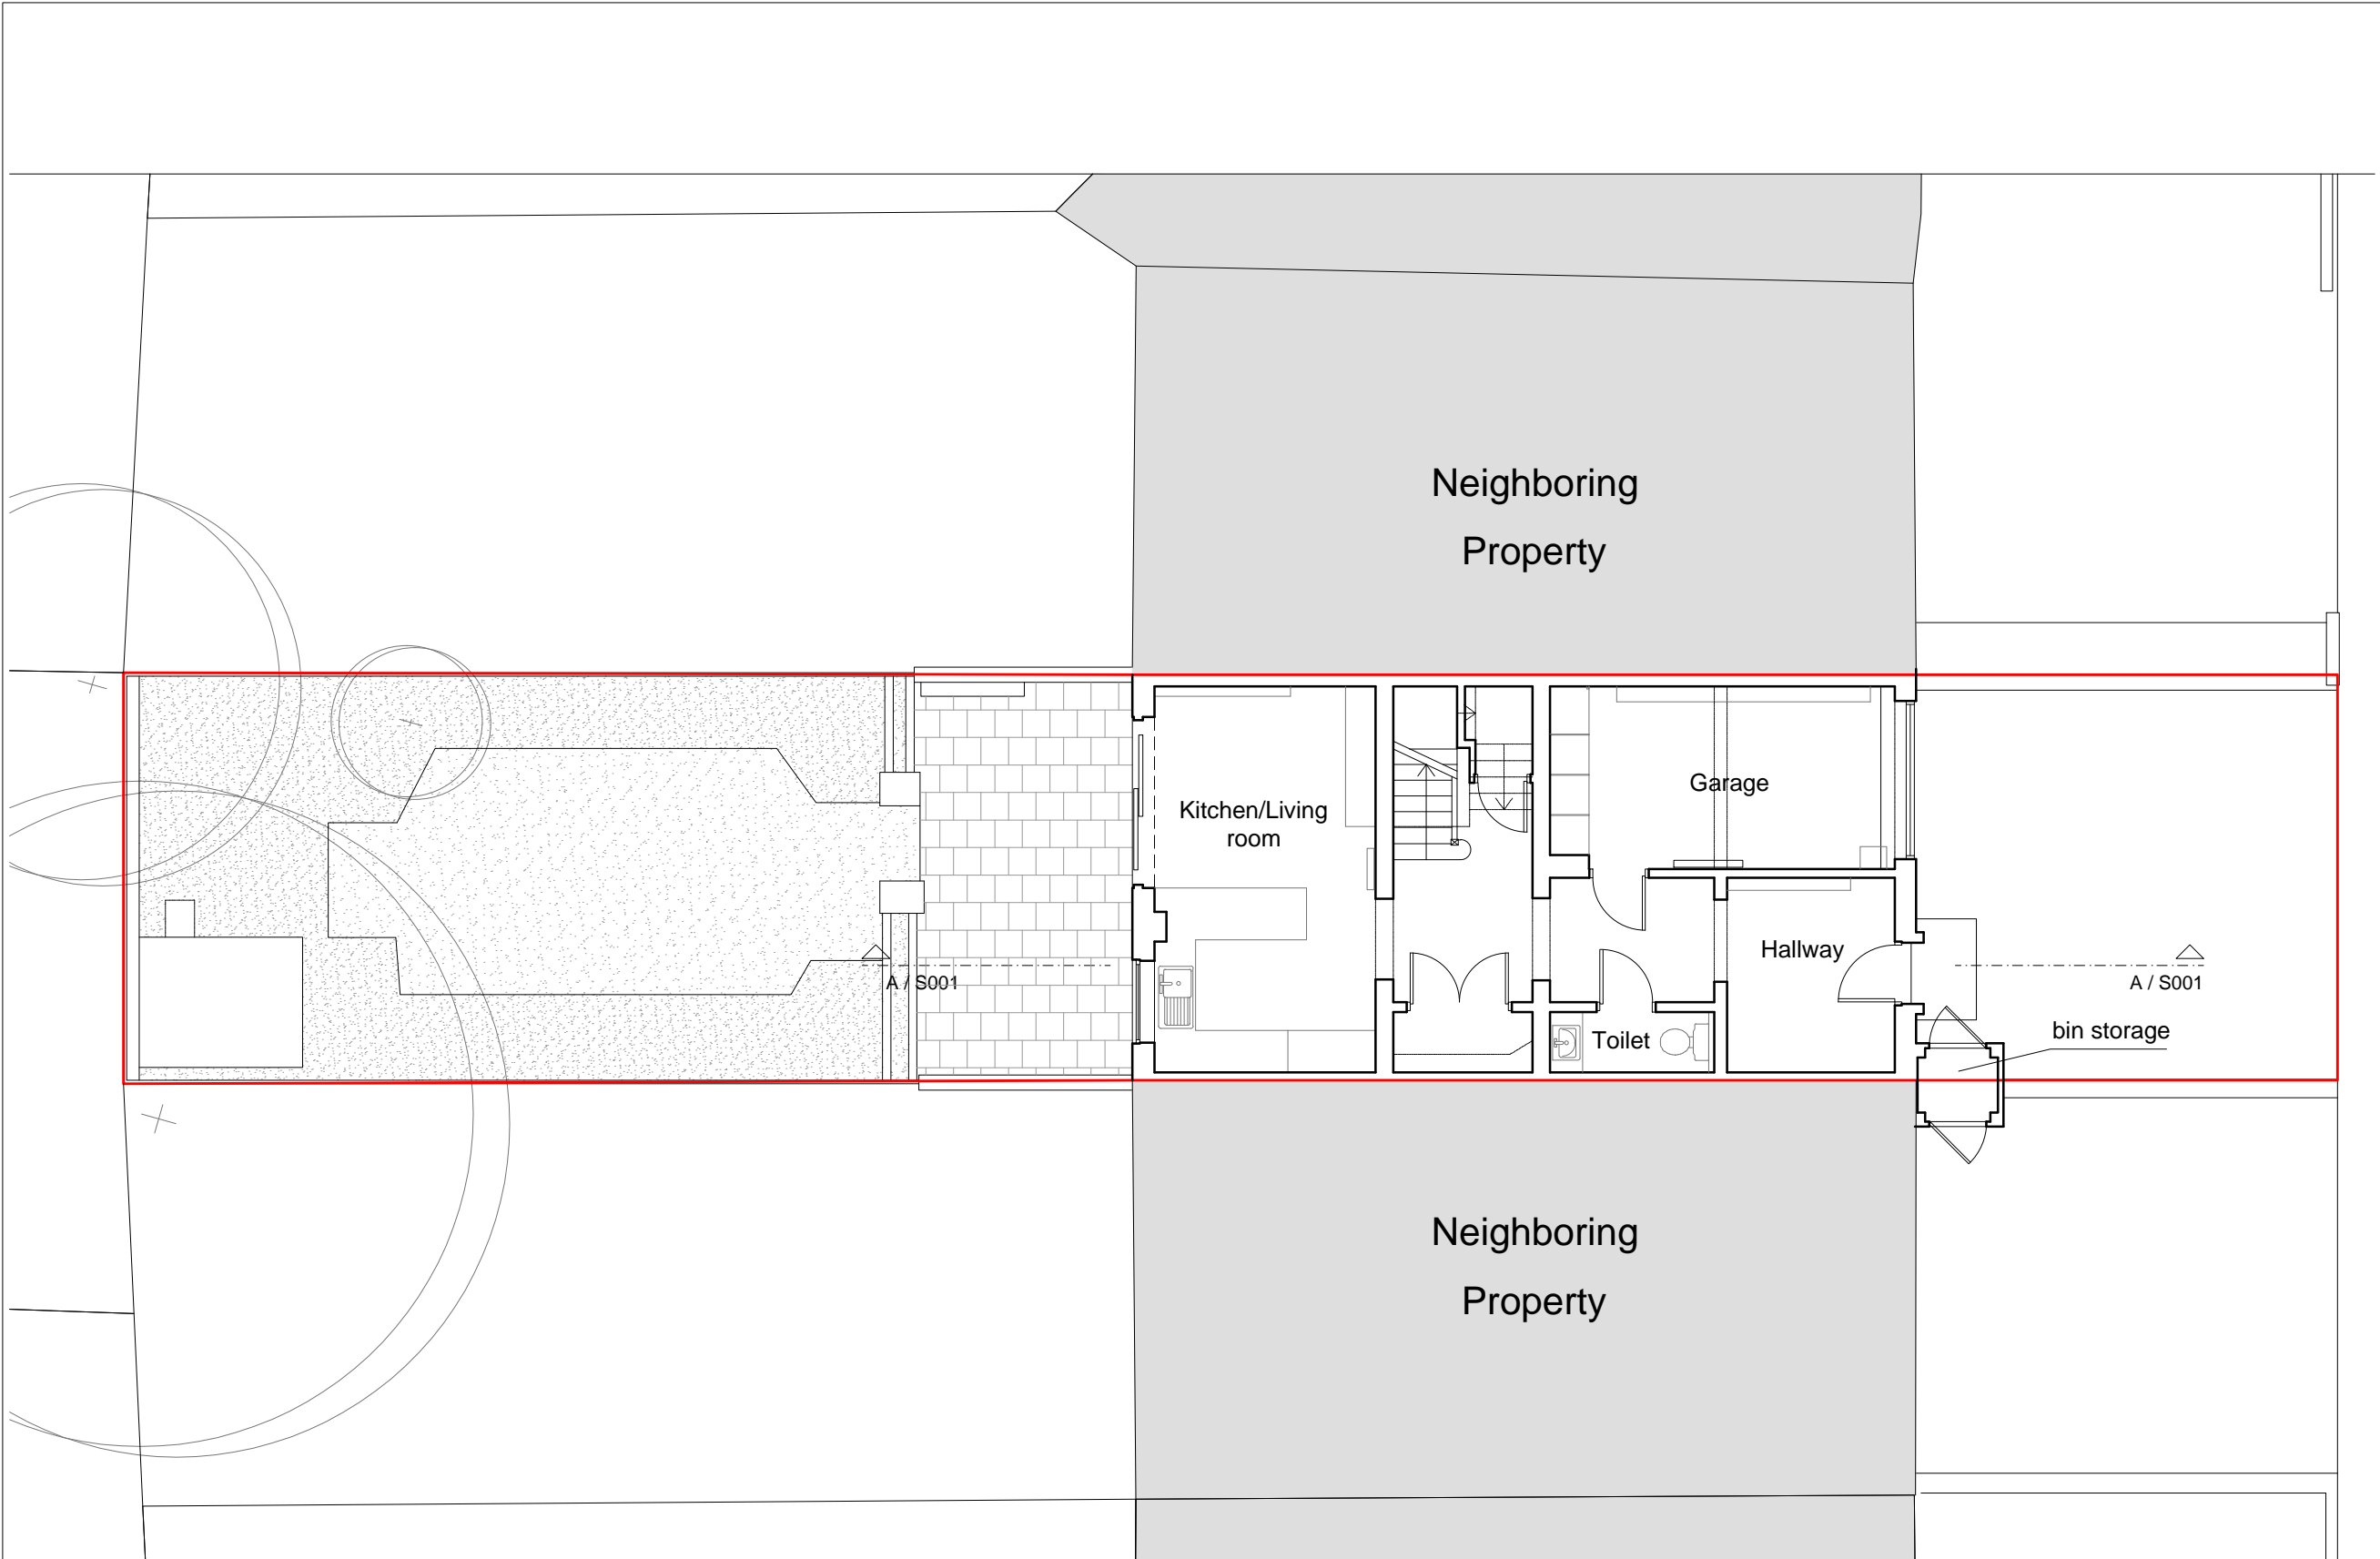 Neighboring
Property
Garage
Kitchen/Living
room
Hallway
A / S001
A / S001
bin storage
Toilet
Neighboring
Property